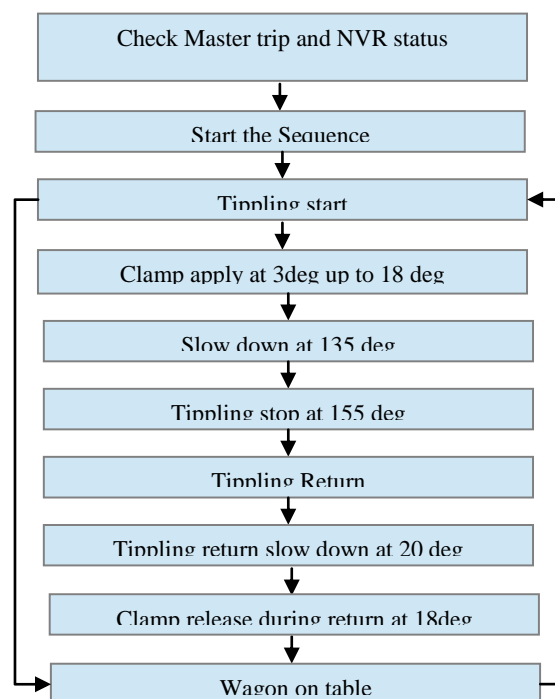 Check Master trip and NVR status
Start the Sequence
Tippling start
Clamp apply at 3deg up to 18 deg
Slow down at 135 deg
Tippling stop at 155 deg
Tippling Return
Tippling return slow down at 20 deg
Clamp release during return at 18deg
Wagon on table